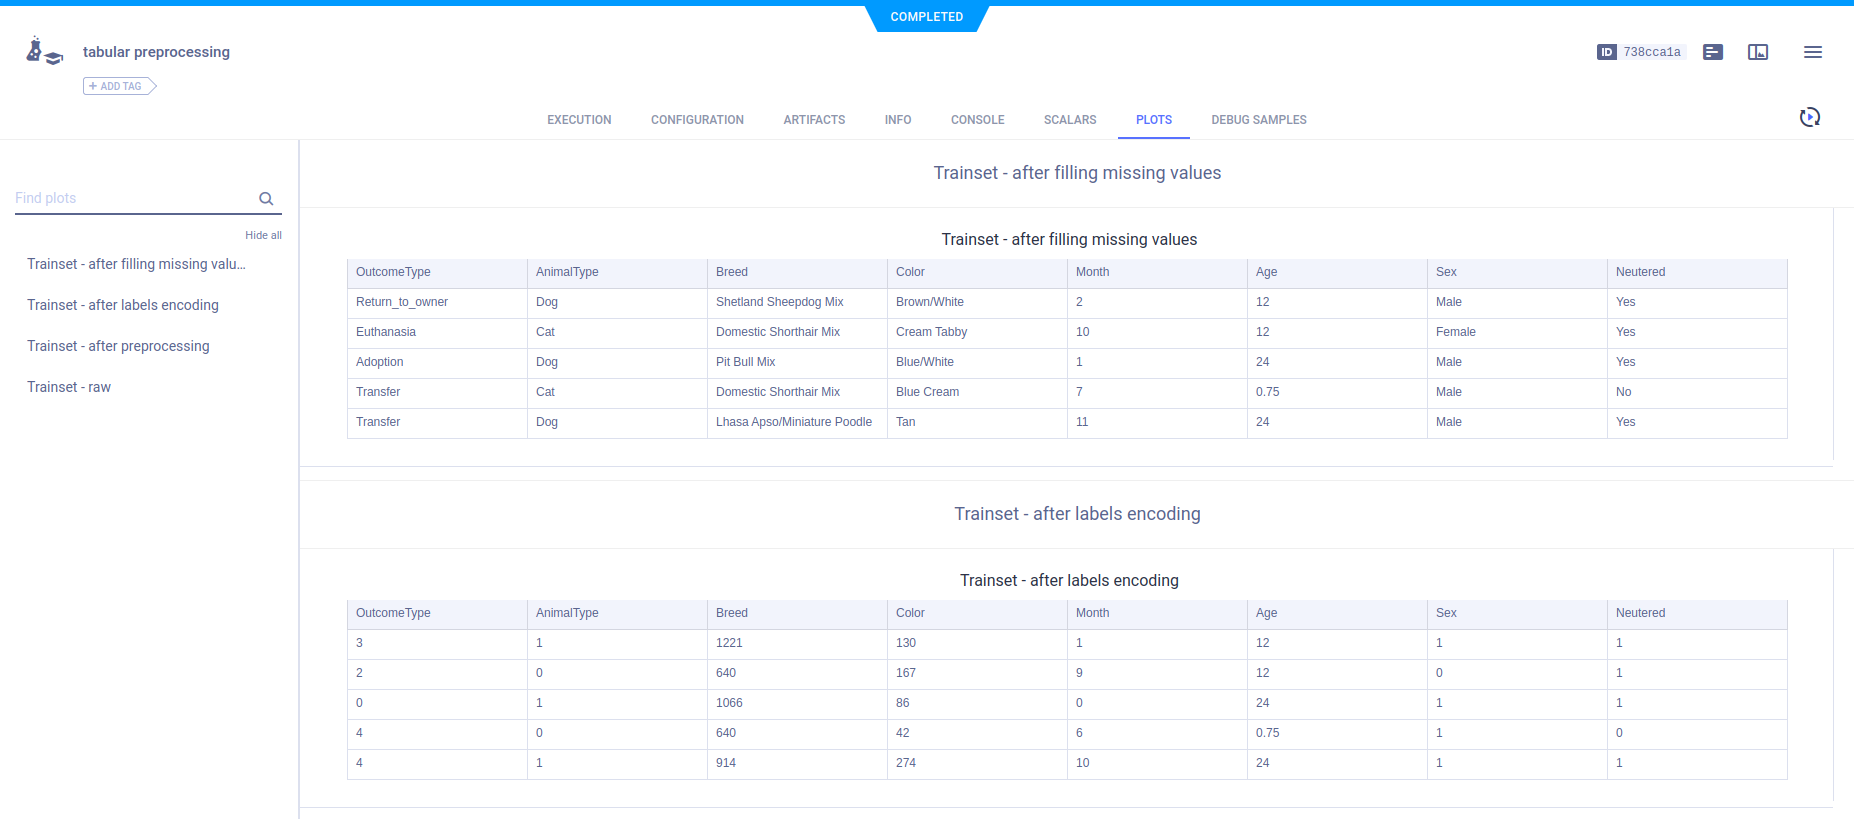 COMPLETED
tabular preprocessing
ID 738cca1a
+ ADD TAG
EXECUTION CONFIGURATION ARTIFACTS INFO CONSOLE SCALARS PLOTS DEBUG SAMPLES
Find plots
Hide all
Trainset - after filling missing valu...
Trainset - after labels encoding
Trainset - after preprocessing
Trainset - raw
Trainset - after filling missing values
Trainset - after filling missing values
OutcomeType AnimalType Breed Color Month Age Sex Neutered
Return_to_owner Dog Shetland Sheepdog Mix Brown/White 2 12 Male Yes
Euthanasia Cat Domestic Shorthair Mix Cream Tabby 10 12 Female Yes
Adoption Dog Pit Bull Mix Blue/White 1 24 Male Yes
Transfer Cat Domestic Shorthair Mix Blue Cream 7 0.75 Male No
Transfer Dog Lhasa Apso/Miniature Poodle Tan 11 24 Male Yes
Trainset - after labels encoding
Trainset - after labels encoding
OutcomeType AnimalType Breed Color Month Age Sex Neutered
3 1 1221 130 1 12 1 1
2 0 640 167 9 12 0 1
0 1 1066 86 0 24 1 1
4 0 640 42 6 0.75 1 0
4 1 914 274 10 24 1 1